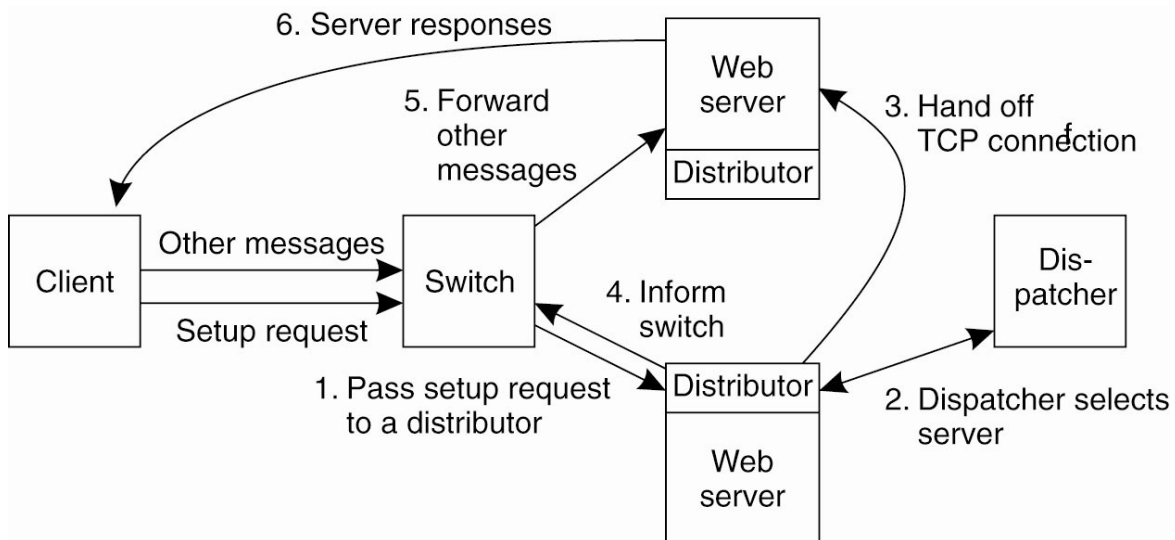 6. Server responses
Web
server
Distributor
5. Forward
other
messages
3. Hand off
TCP connection
f
Client
Other messages
Setup request
Switch
4. Inform
switch
Dis-
patcher
1. Pass setup request
to a distributor
Distributor
Web
server
2. Dispatcher selects
server